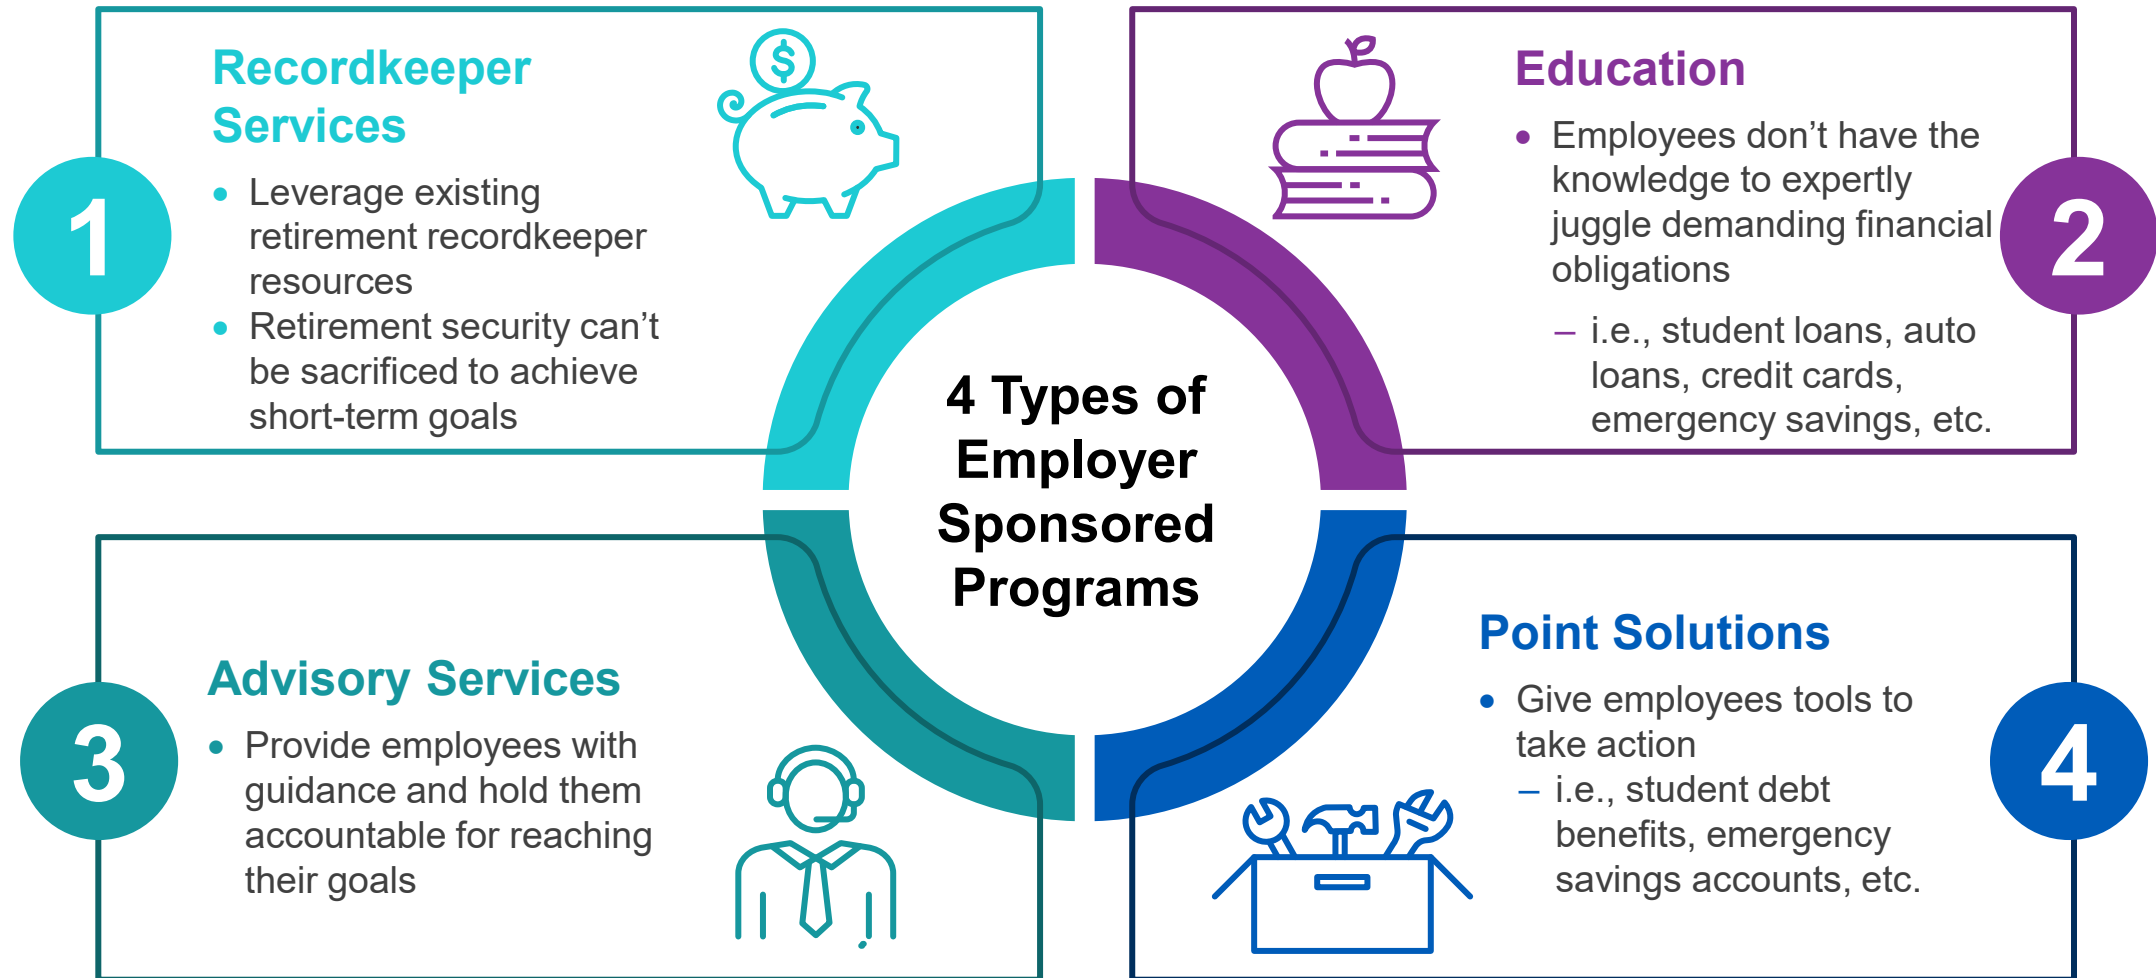 1
Recordkeeper
Services
• Leverage existing
retirement recordkeeper
resources
• Retirement security can’t
be sacrificed to achieve
short-term goals
$
2
Education
• Employees don’t have the
knowledge to expertly
juggle demanding financial
obligations
– i.e., student loans, auto
loans, credit cards,
emergency savings, etc.
4 Types of
Employer
Sponsored
Programs
3
Advisory Services
• Provide employees with
guidance and hold them
accountable for reaching
their goals
4
Point Solutions
• Give employees tools to
take action
– i.e., student debt
benefits, emergency
savings accounts, etc.